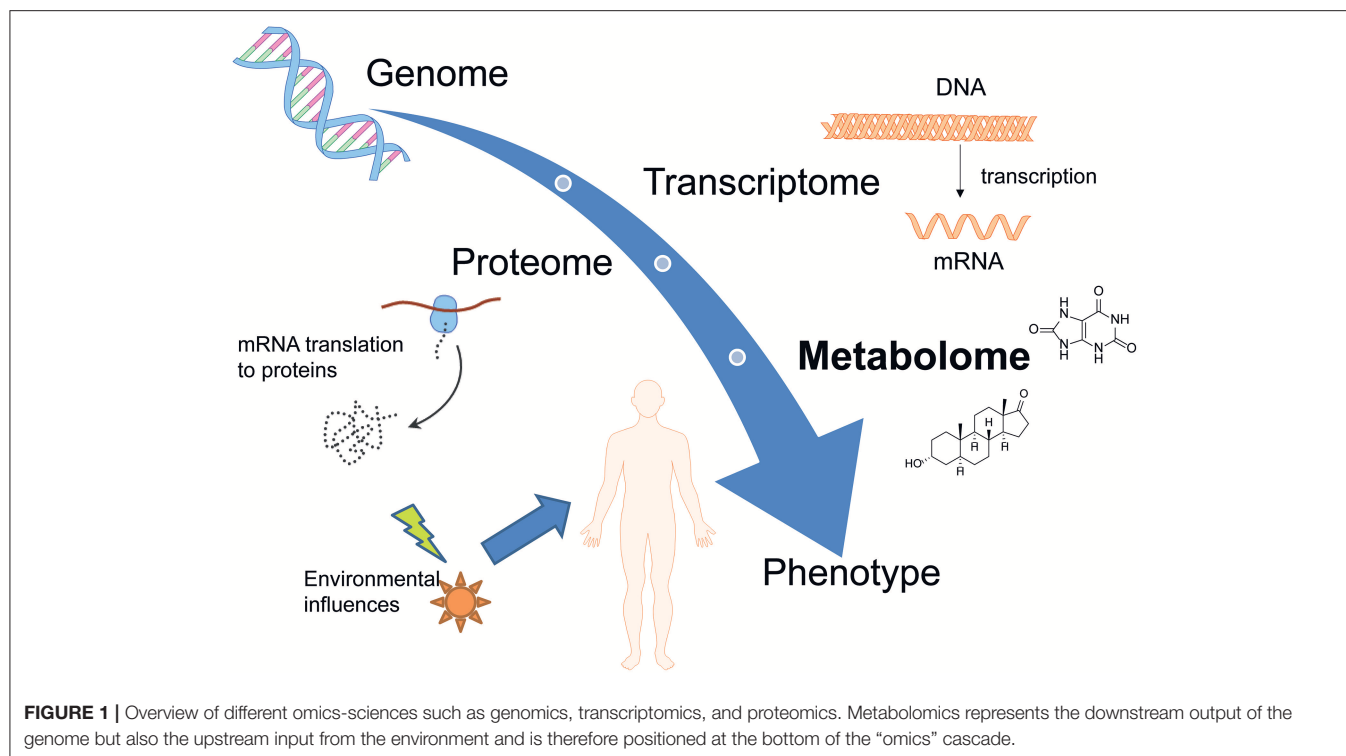 Genome
DNA
Transcriptome
transcription
Proteome
mRNA
mRNA translation
to proteins
Metabolome
H
N
O
N
H
O
NH
N
H
O
O
H
H
H
H
HO
Environmental
influences
Phenotype
FIGURE 1 | Overview of different omics-sciences such as genomics, transcriptomics, and proteomics. Metabolomics represents the downstream output of the
genome but also the upstream input from the environment and is therefore positioned at the bottom of the “omics” cascade.